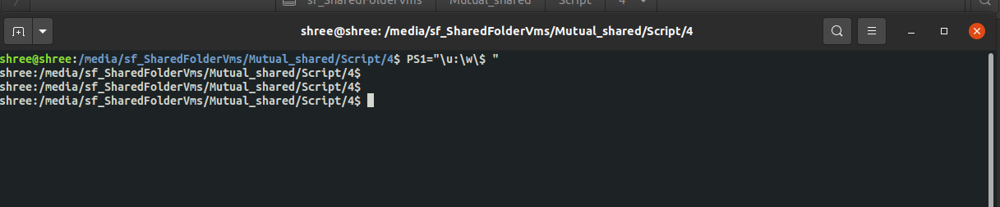 sf_SharedFolderVms Mutual_shared Script 4
shree@shree: /media/sf_SharedFolderVms/Mutual_shared/Script/4
shree@shree:/media/sf_SharedFolderVms/Mutual_shared/Script/4$ PS1="\u:\w\$ "
shree:/media/sf_SharedFolderVms/Mutual_shared/Script/4$
shree:/media/sf_SharedFolderVms/Mutual_shared/Script/4$
shree:/media/sf_SharedFolderVms/Mutual_shared/Script/4$